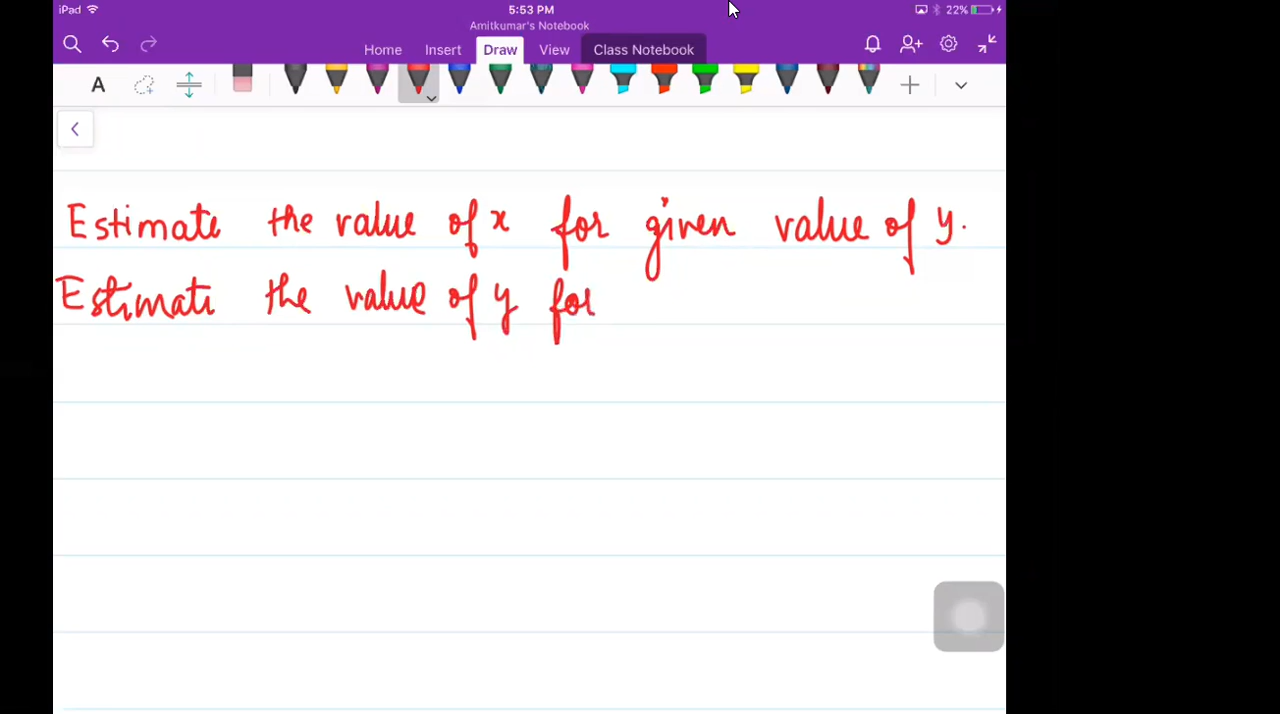 iPad 5:53 PM 22%
Amitkumar's Notebook
Home Insert Draw View Class Notebook
A
Estimate the value of x for given value of y.
Estimate the value of y for